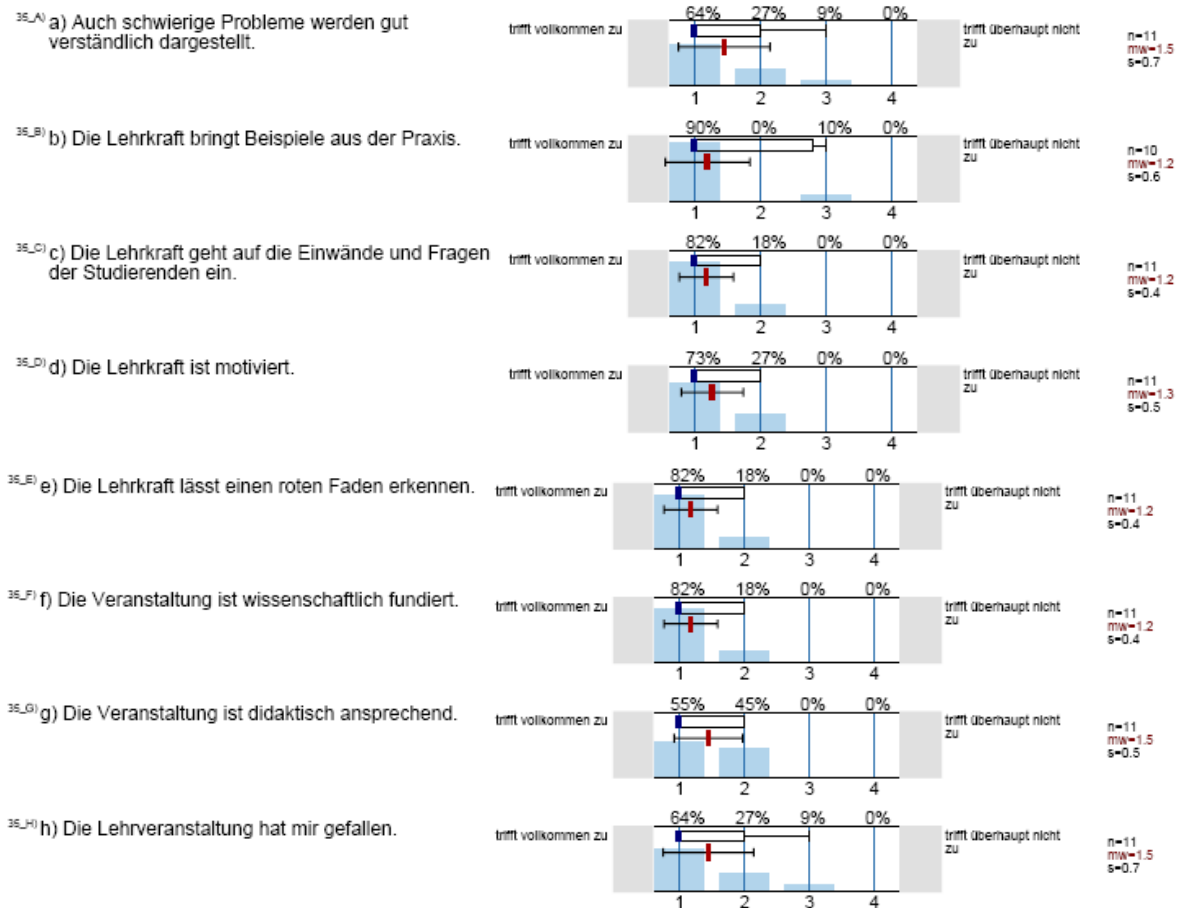 35_A) a) Auch schwierige Probleme werden gut
verständlich dargestellt.
trifft vollkommen zu
64% 27% 9% 0%
trifft überhaupt nicht
zu
1 2 3 4
n=11
mw=1.5
s=0.7
35_B) b) Die Lehrkraft bringt Beispiele aus der Praxis.
trifft vollkommen zu
90% 0% 10% 0%
trifft überhaupt nicht
zu
1 2 3 4
n=10
mw=1.2
s=0.6
35_C) c) Die Lehrkraft geht auf die Einwände und Fragen
der Studierenden ein.
trifft vollkommen zu
82% 18% 0% 0%
trifft überhaupt nicht
zu
1 2 3 4
n=11
mw=1.2
s=0.4
35_D) d) Die Lehrkraft ist motiviert.
trifft vollkommen zu
73% 27% 0% 0%
trifft überhaupt nicht
zu
1 2 3 4
n=11
mw=1.3
s=0.5
35_E) e) Die Lehrkraft lässt einen roten Faden erkennen.
trifft vollkommen zu
82% 18% 0% 0%
trifft überhaupt nicht
zu
1 2 3 4
n=11
mw=1.2
s=0.4
35_F) f) Die Veranstaltung ist wissenschaftlich fundiert.
trifft vollkommen zu
82% 18% 0% 0%
trifft überhaupt nicht
zu
1 2 3 4
n=11
mw=1.2
s=0.4
35_G) g) Die Veranstaltung ist didaktisch ansprechend.
trifft vollkommen zu
55% 45% 0% 0%
trifft überhaupt nicht
zu
1 2 3 4
n=11
mw=1.5
s=0.5
35_H) h) Die Lehrveranstaltung hat mir gefallen.
trifft vollkommen zu
64% 27% 9% 0%
trifft überhaupt nicht
zu
1 2 3 4
n=11
mw=1.5
s=0.7